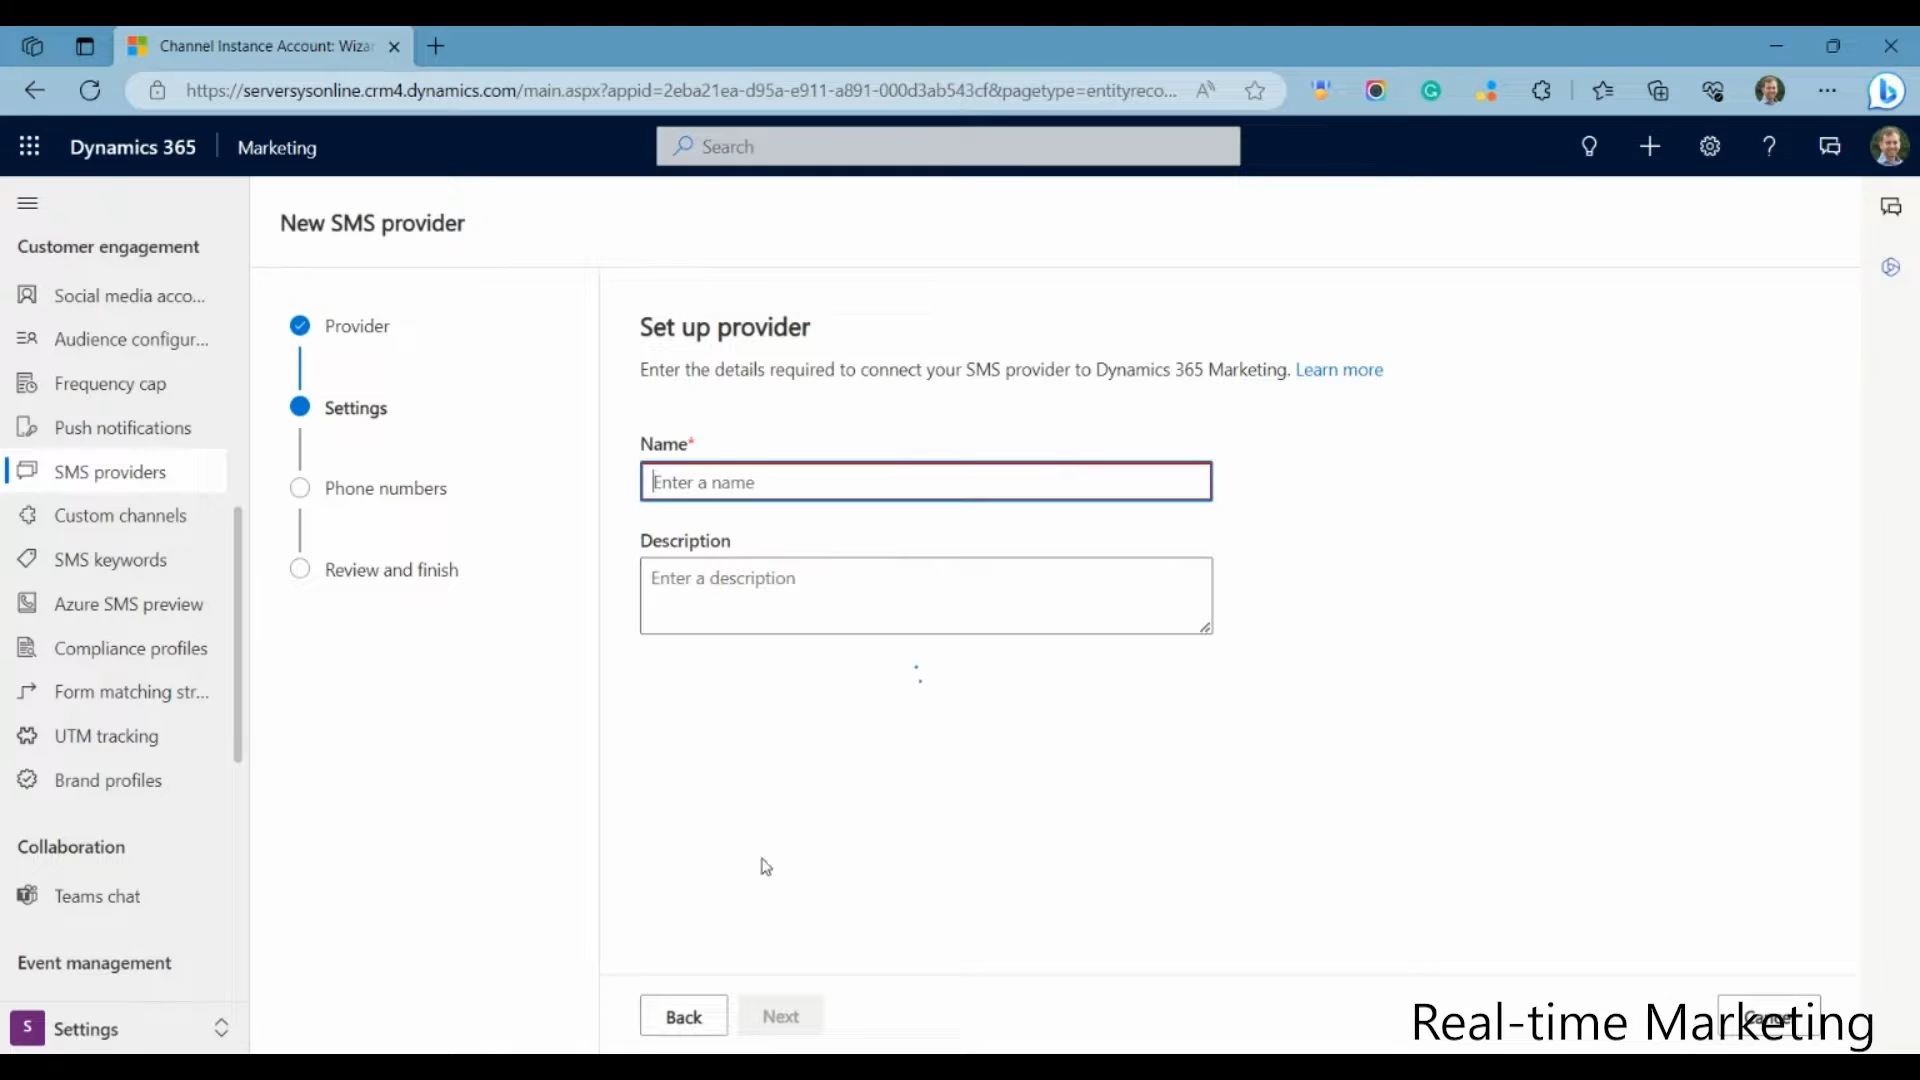 Channel Instance Account: Wiza
https://serversysonline.crm4.dynamics.com/main.aspx?appid=2eba21ea-d95a-e911-a891-000d3ab543cf&pagetype=entityreco...
Dynamics 365
Marketing
Search
New SMS provider
Customer engagement
Social media acco...
Audience configur...
Frequency cap
Push notifications
SMS providers
Custom channels
SMS keywords
Azure SMS preview
Compliance profiles
Form matching str...
UTM tracking
Brand profiles
Collaboration
Teams chat
Event management
S
Settings
Provider
Settings
Phone numbers
Review and finish
Set up provider
Enter the details required to connect your SMS provider to Dynamics 365 Marketing. Learn more
Name*
Enter a name
Description
Enter a description
Back
Next
Cancel
Real-time Marketing